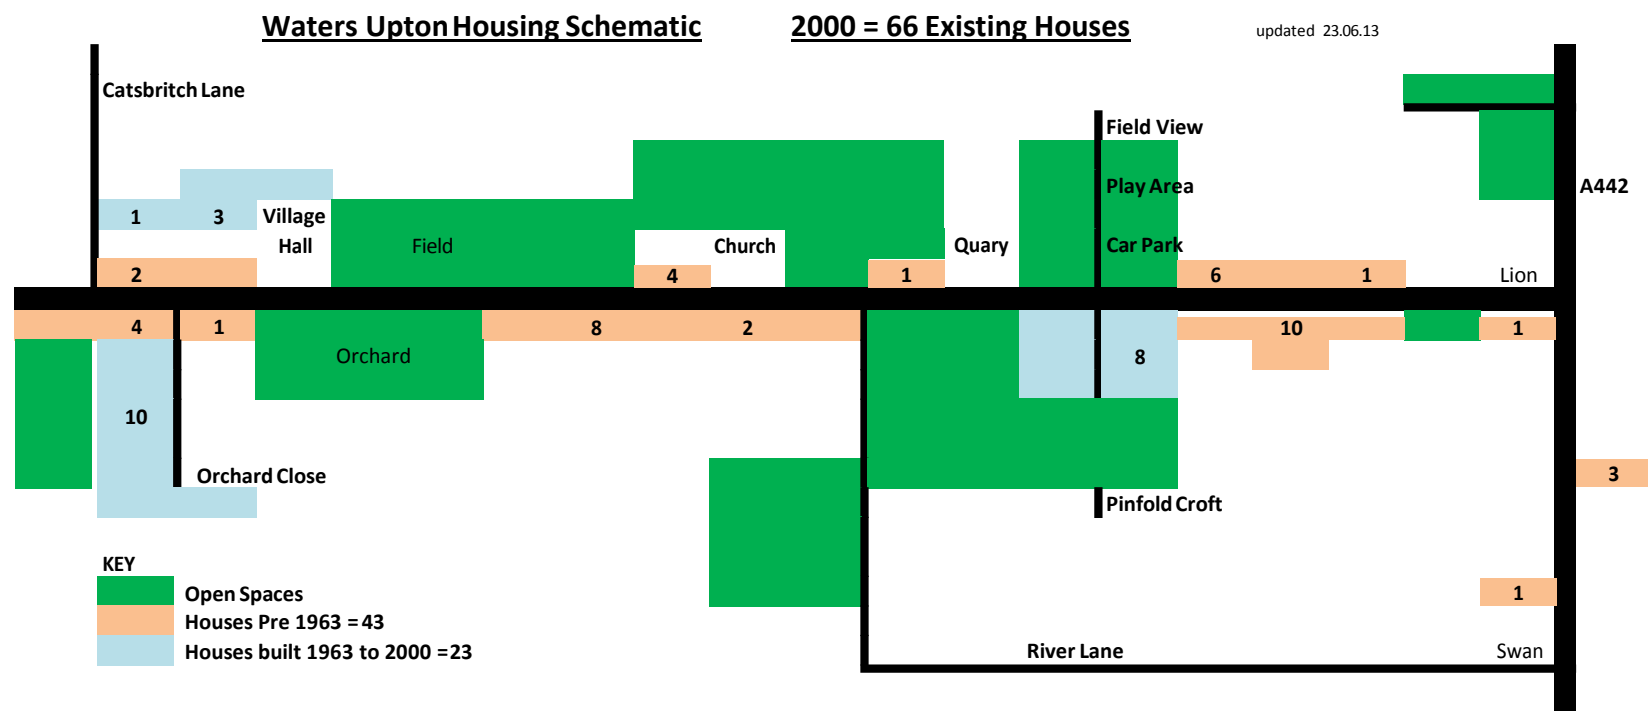 Waters Upton Housing Schematic 2000 = 66 Existing Houses updated 23.06.13
Catsbritch Lane
Field View
Play Area A442
1 3 Village
Hall Field Church Quary Car Park
2 4 1 6 1 Lion
4 1 8 2 10 1
Orchard 8
10
Orchard Close 3
Pinfold Croft
KEY
Open Spaces 1
Houses Pre 1963 = 43
Houses built 1963 to 2000 =23 River Lane Swan